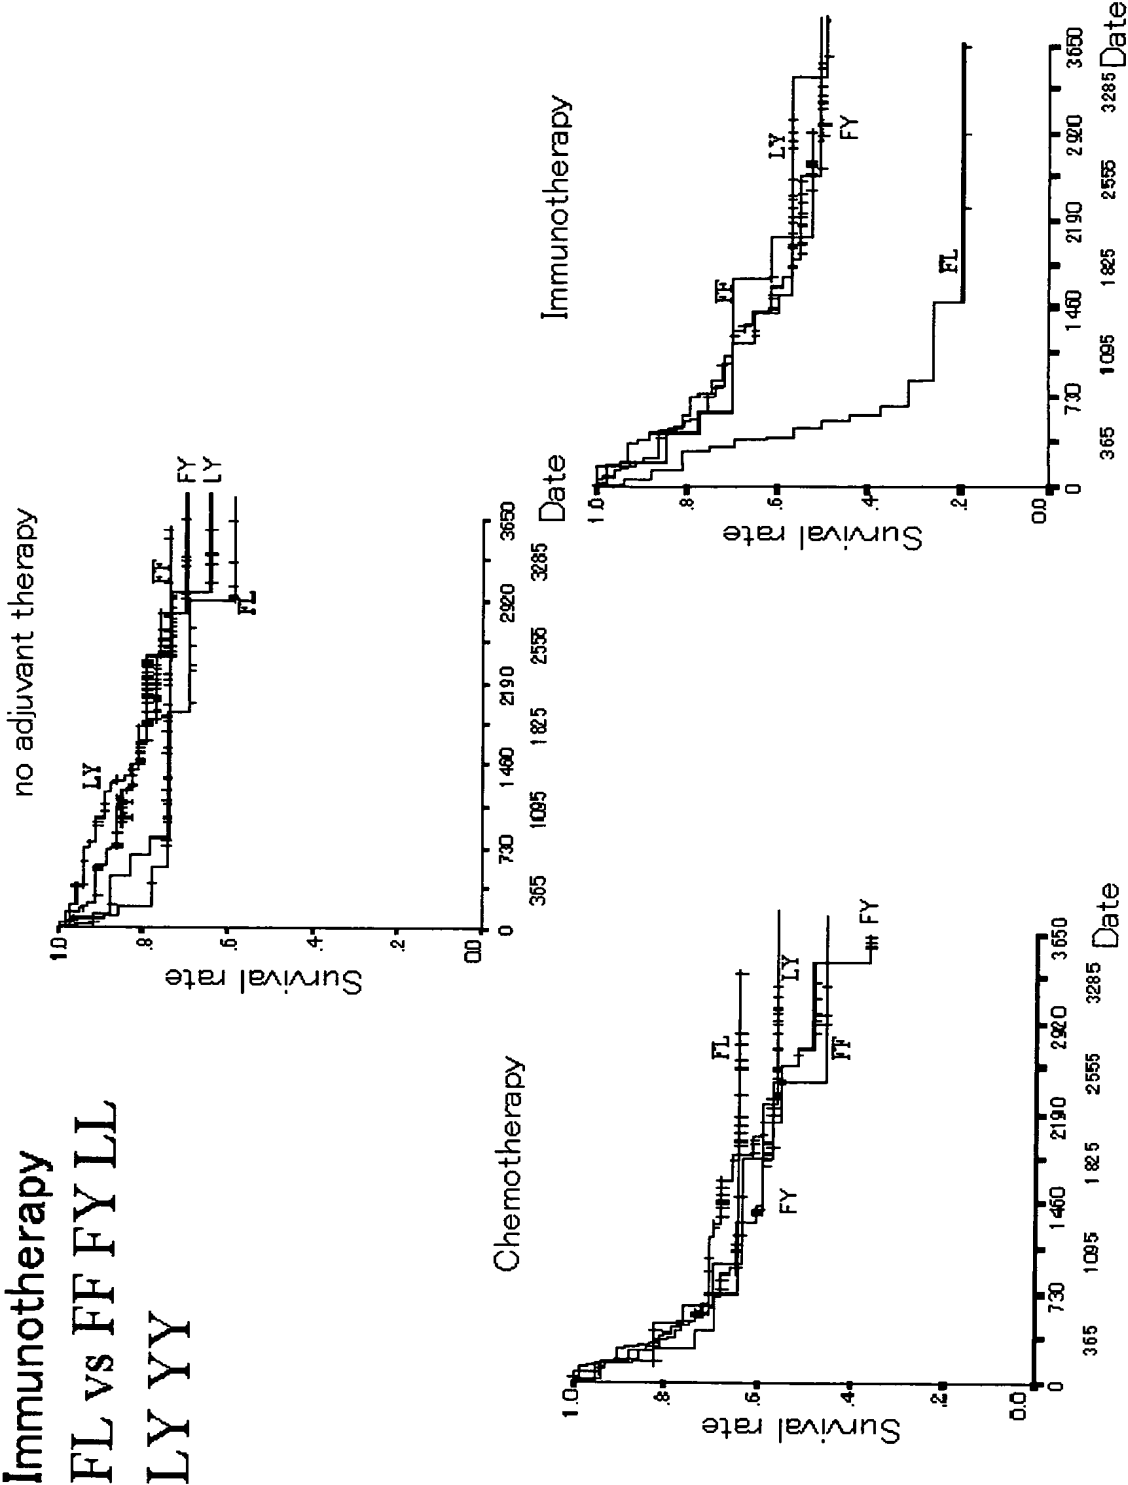 Immunotherapy
FL vs FF FY LL
LY YY
no adjuvant therapy
Survival rate
1.0
.8
.6
.4
.2
0.0
0 365 730 1095 1460 1825 2190 2555 2920 3285 3650
Date
LY
FF
FY
LY
FL
Chemotherapy
Survival rate
1.0
.8
.6
.4
.2
0.0
0 365 730 1095 1460 1825 2190 2555 2920 3285 3650
Date
FL
LY
FY
FF
FY
Immunotherapy
Survival rate
1.0
.8
.6
.4
.2
0.0
0 365 730 1095 1460 1825 2190 2555 2920 3285 3650
Date
FF
LY
FY
FL